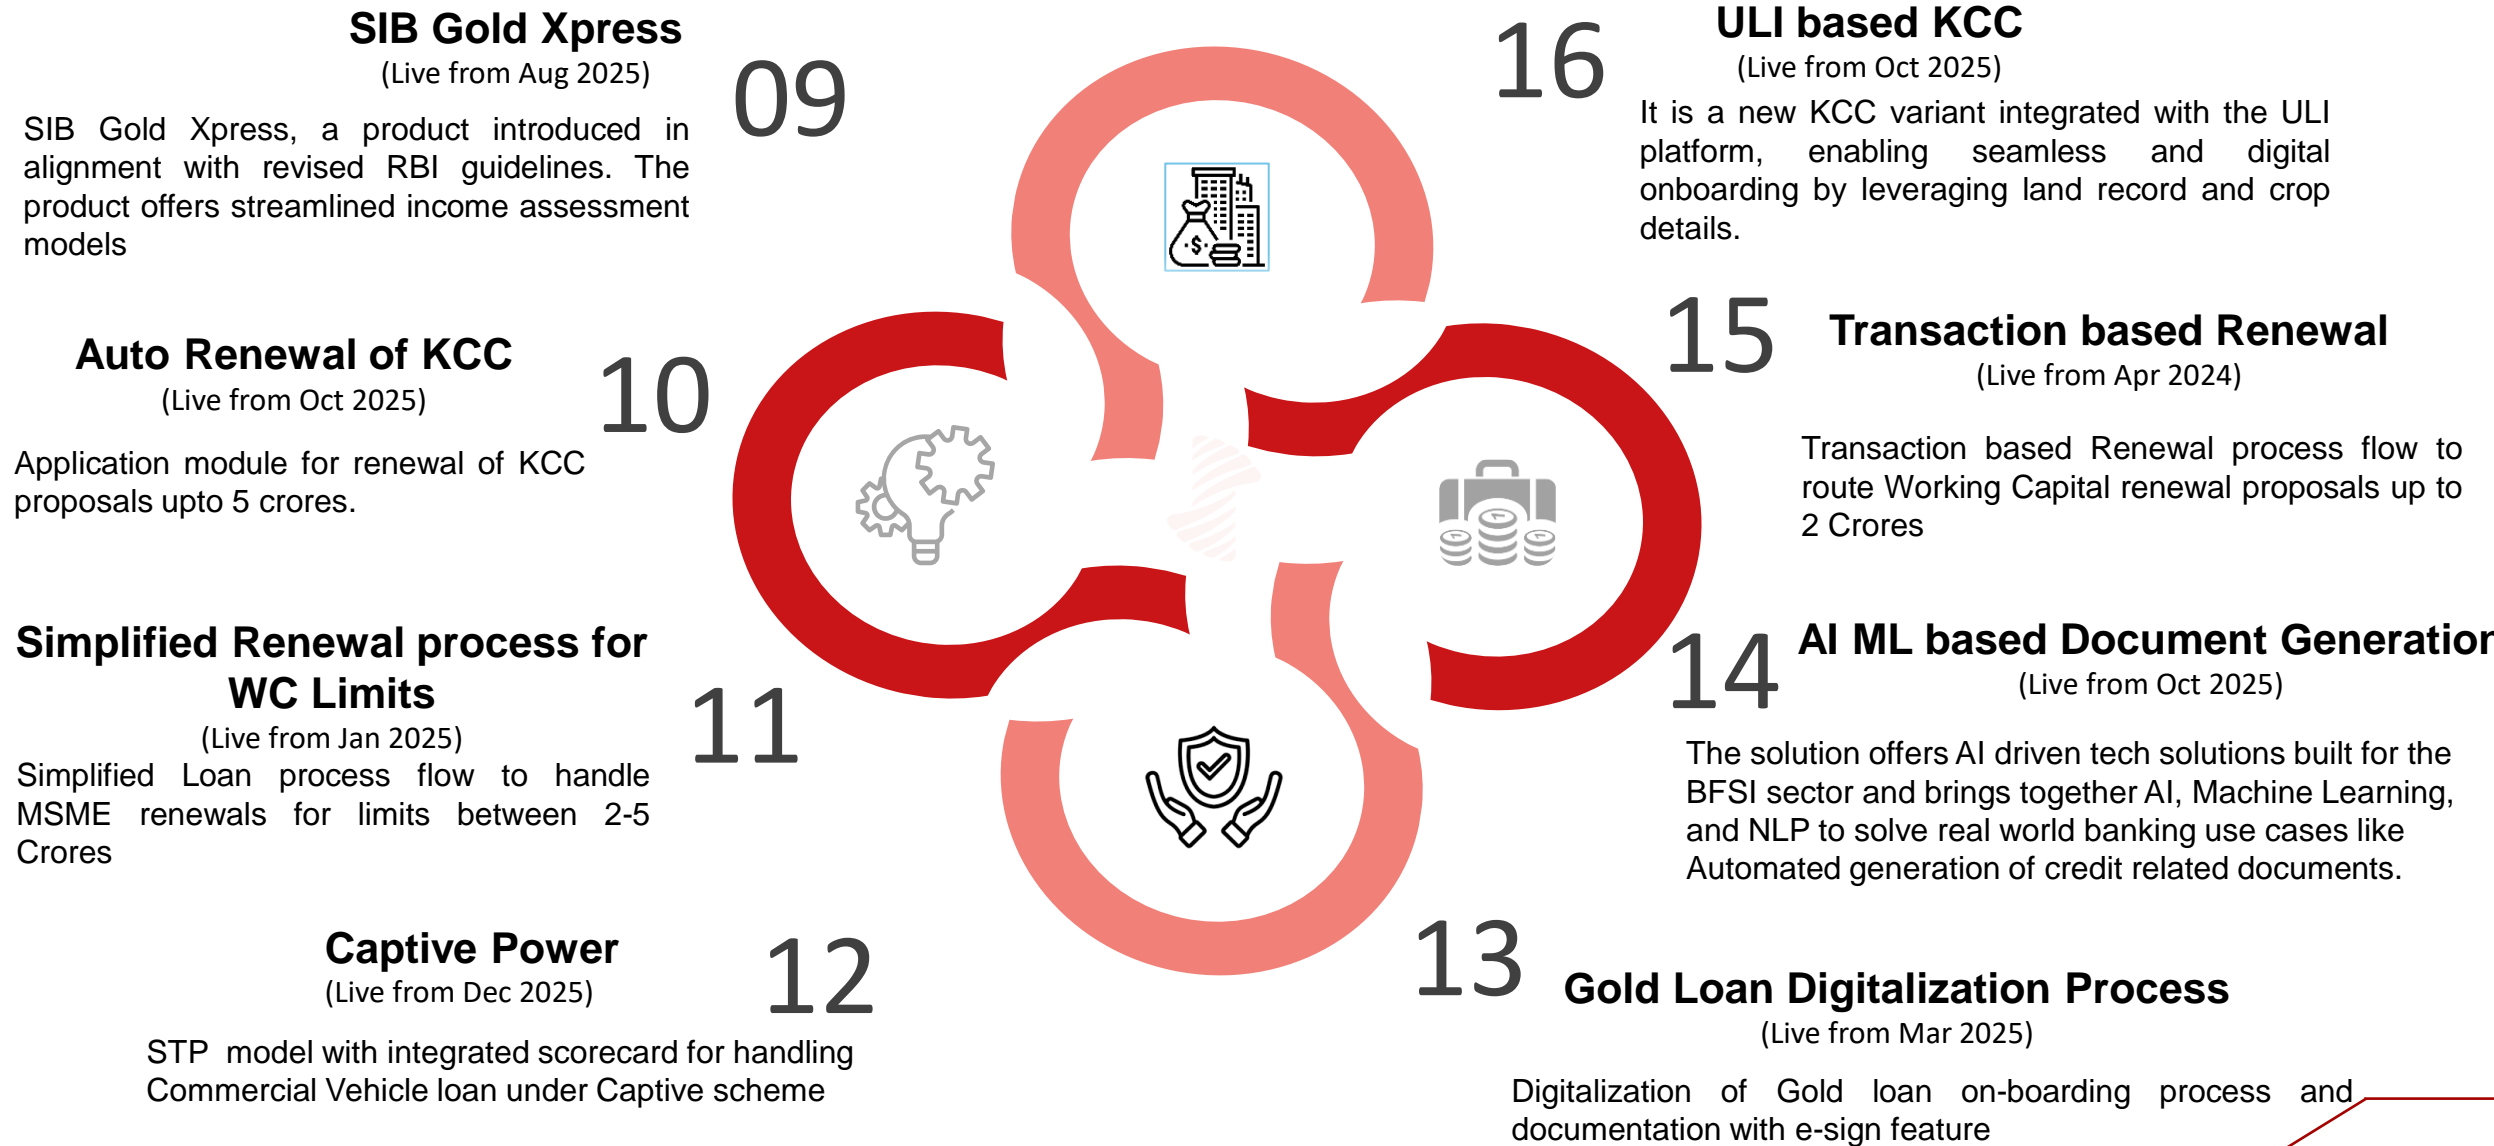 SIB Gold Xpress
(Live from Aug 2025)
09
SIB Gold Xpress, a product introduced in
alignment with revised RBI guidelines. The
product offers streamlined income assessment
models
Auto Renewal of KCC
(Live from Oct 2025)
10
Application module for renewal of KCC
proposals upto 5 crores.
Simplified Renewal process for
WC Limits
(Live from Jan 2025)
11
Simplified Loan process flow to handle
MSME renewals for limits between 2-5
Crores
Captive Power
(Live from Dec 2025)
12
STP model with integrated scorecard for handling
Commercial Vehicle loan under Captive scheme
16
ULI based KCC
(Live from Oct 2025)
It is a new KCC variant integrated with the ULI
platform, enabling seamless and digital
onboarding by leveraging land record and crop
details.
15
Transaction based Renewal
(Live from Apr 2024)
Transaction based Renewal process flow to
route Working Capital renewal proposals up to
2 Crores
14
AI ML based Document Generation
(Live from Oct 2025)
The solution offers AI driven tech solutions built for the
BFSI sector and brings together AI, Machine Learning,
and NLP to solve real world banking use cases like
Automated generation of credit related documents.
13
Gold Loan Digitalization Process
(Live from Mar 2025)
Digitalization of Gold loan on-boarding process and
documentation with e-sign feature